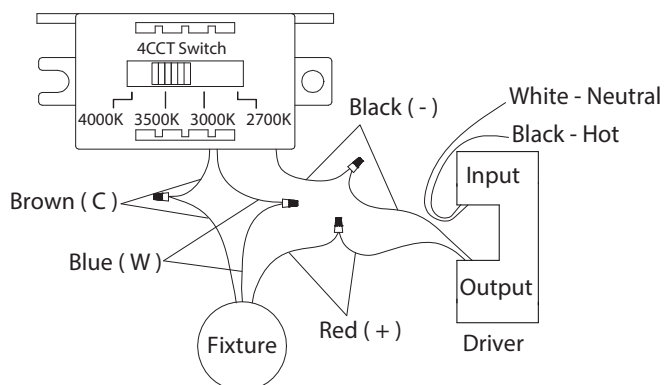 4CCT Switch
4000K 3500K 3000K 2700K
White - Neutral
Black ( - )
Black - Hot
Input
Brown ( C )
Blue ( W )
Output
Red ( + )
Fixture
Driver